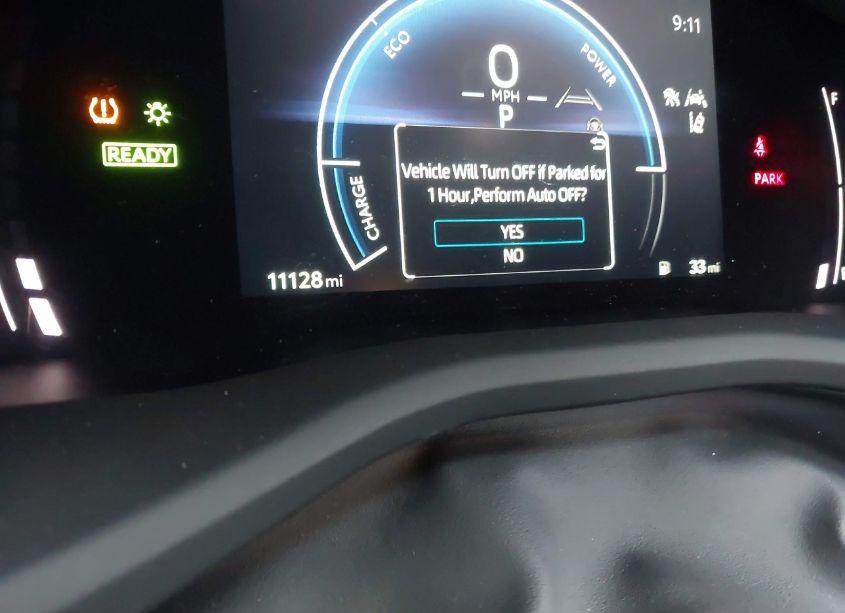 9:11
ECO
POWER
0
MPH
P
READY
Vehicle Will Turn OFF if Parked for
1 Hour,Perform Auto OFF?
YES
NO
CHARGE
PARK
F
11128 mi
33 mi